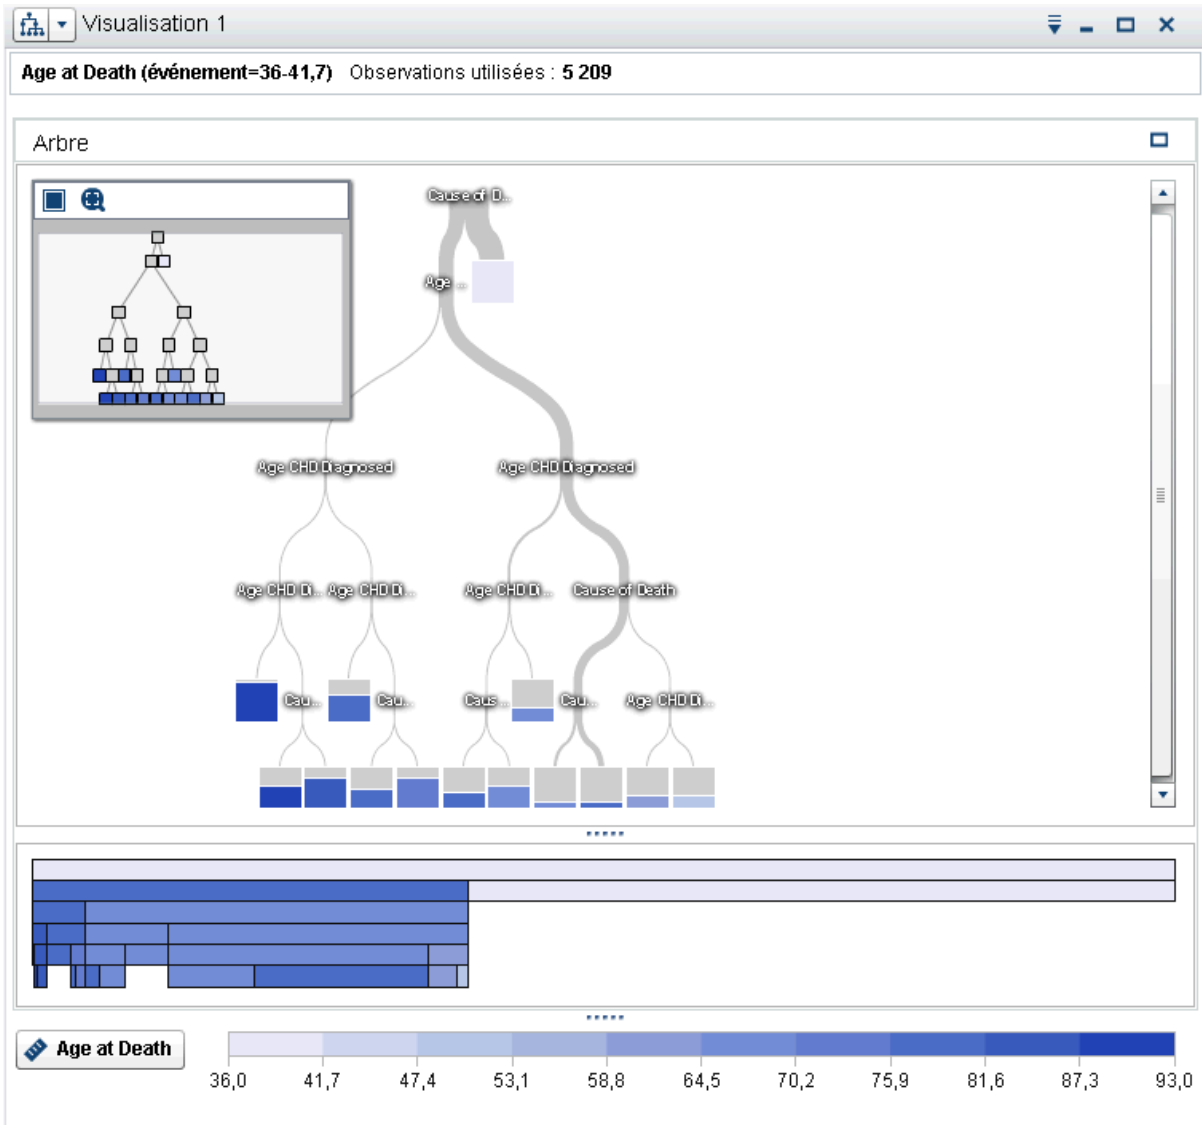 Visualisation 1
Age at Death (événement=36-41,7) Observations utilisées : 5 209
Arbre
Cause of D...
Age ...
Age CHD Diagnosed Age CHD Diagnosed
Age CHD Di... Age CHD Di... Age CHD Di... Cause of Death
Cau... Cau... Caus... Cau... Age CHD Di...
Age at Death
36,0 41,7 47,4 53,1 58,8 64,5 70,2 75,9 81,6 87,3 93,0